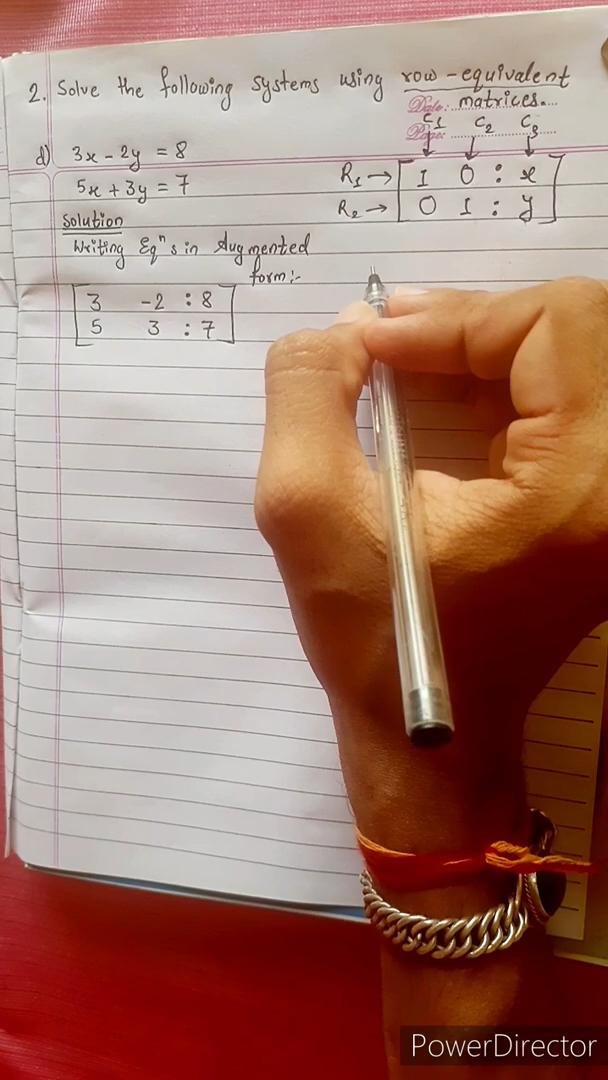 2. Solve the following systems using row-equivalent
Date: matrices.
Page:
C1 C2 C3
d) 3x - 2y = 8
5x + 3y = 7
R1 → [ 1 0 : x ]
R2 → [ 0 1 : y ]
Solution
Writing Eqn s in Augmented
form:-
[ 3 -2 : 8 ]
[ 5 3 : 7 ]
PowerDirector